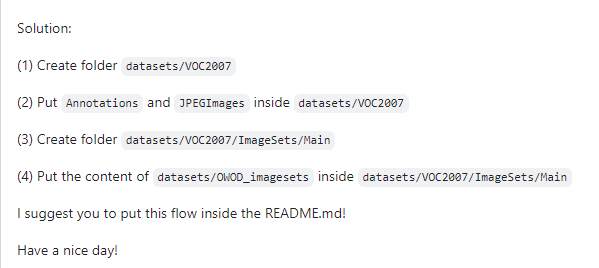 Solution:
(1) Create folder datasets/VOC2007
(2) Put Annotations and JPEGImages inside datasets/VOC2007
(3) Create folder datasets/VOC2007/ImageSets/Main
(4) Put the content of datasets/OWOD_imagesets inside datasets/VOC2007/ImageSets/Main
I suggest you to put this flow inside the README.md!
Have a nice day!